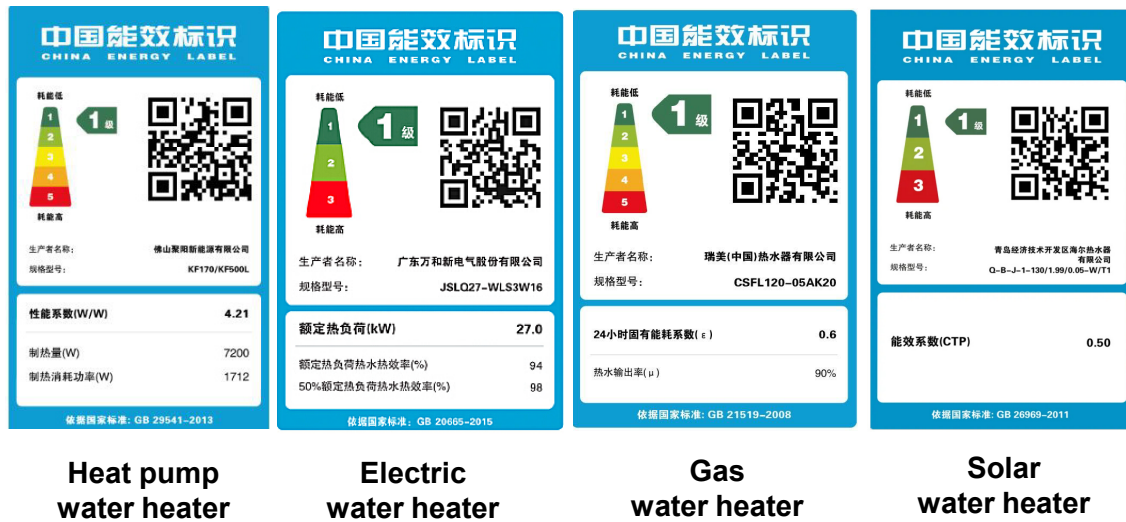 中国能效标识
CHINA ENERGY LABEL
耗能低
1
2
3
4
5
1级
耗能高
生产者名称: 佛山聚阳新能源有限公司
规格型号: KF170/KF500L
性能系数(W/W) 4.21
制热量(W) 7200
制热消耗功率(W) 1712
依据国家标准: GB 29541-2013
Heat pump
water heater
中国能效标识
CHINA ENERGY LABEL
耗能低
1
2
3
1级
耗能高
生产者名称: 广东万和新电气股份有限公司
规格型号: JSLQ27-WLS3W16
额定热负荷(kW) 27.0
额定热负荷热水热效率(%) 94
50%额定热负荷热水热效率(%) 98
依据国家标准: GB 20665-2015
Electric
water heater
中国能效标识
CHINA ENERGY LABEL
耗能低
1
2
3
4
5
1级
耗能高
生产者名称: 瑞美(中国)热水器有限公司
规格型号: CSFL120-05AK20
24小时固有能耗系数(ε) 0.6
热水输出率(μ) 90%
依据国家标准: GB 21519-2008
Gas
water heater
中国能效标识
CHINA ENERGY LABEL
耗能低
1
2
3
1级
耗能高
生产者名称: 青岛经济技术开发区海尔热水器
有限公司
规格型号: Q-B-J-1-130/1.99/0.05-W/T1
能效系数(CTP) 0.50
依据国家标准: GB 26969-2011
Solar
water heater